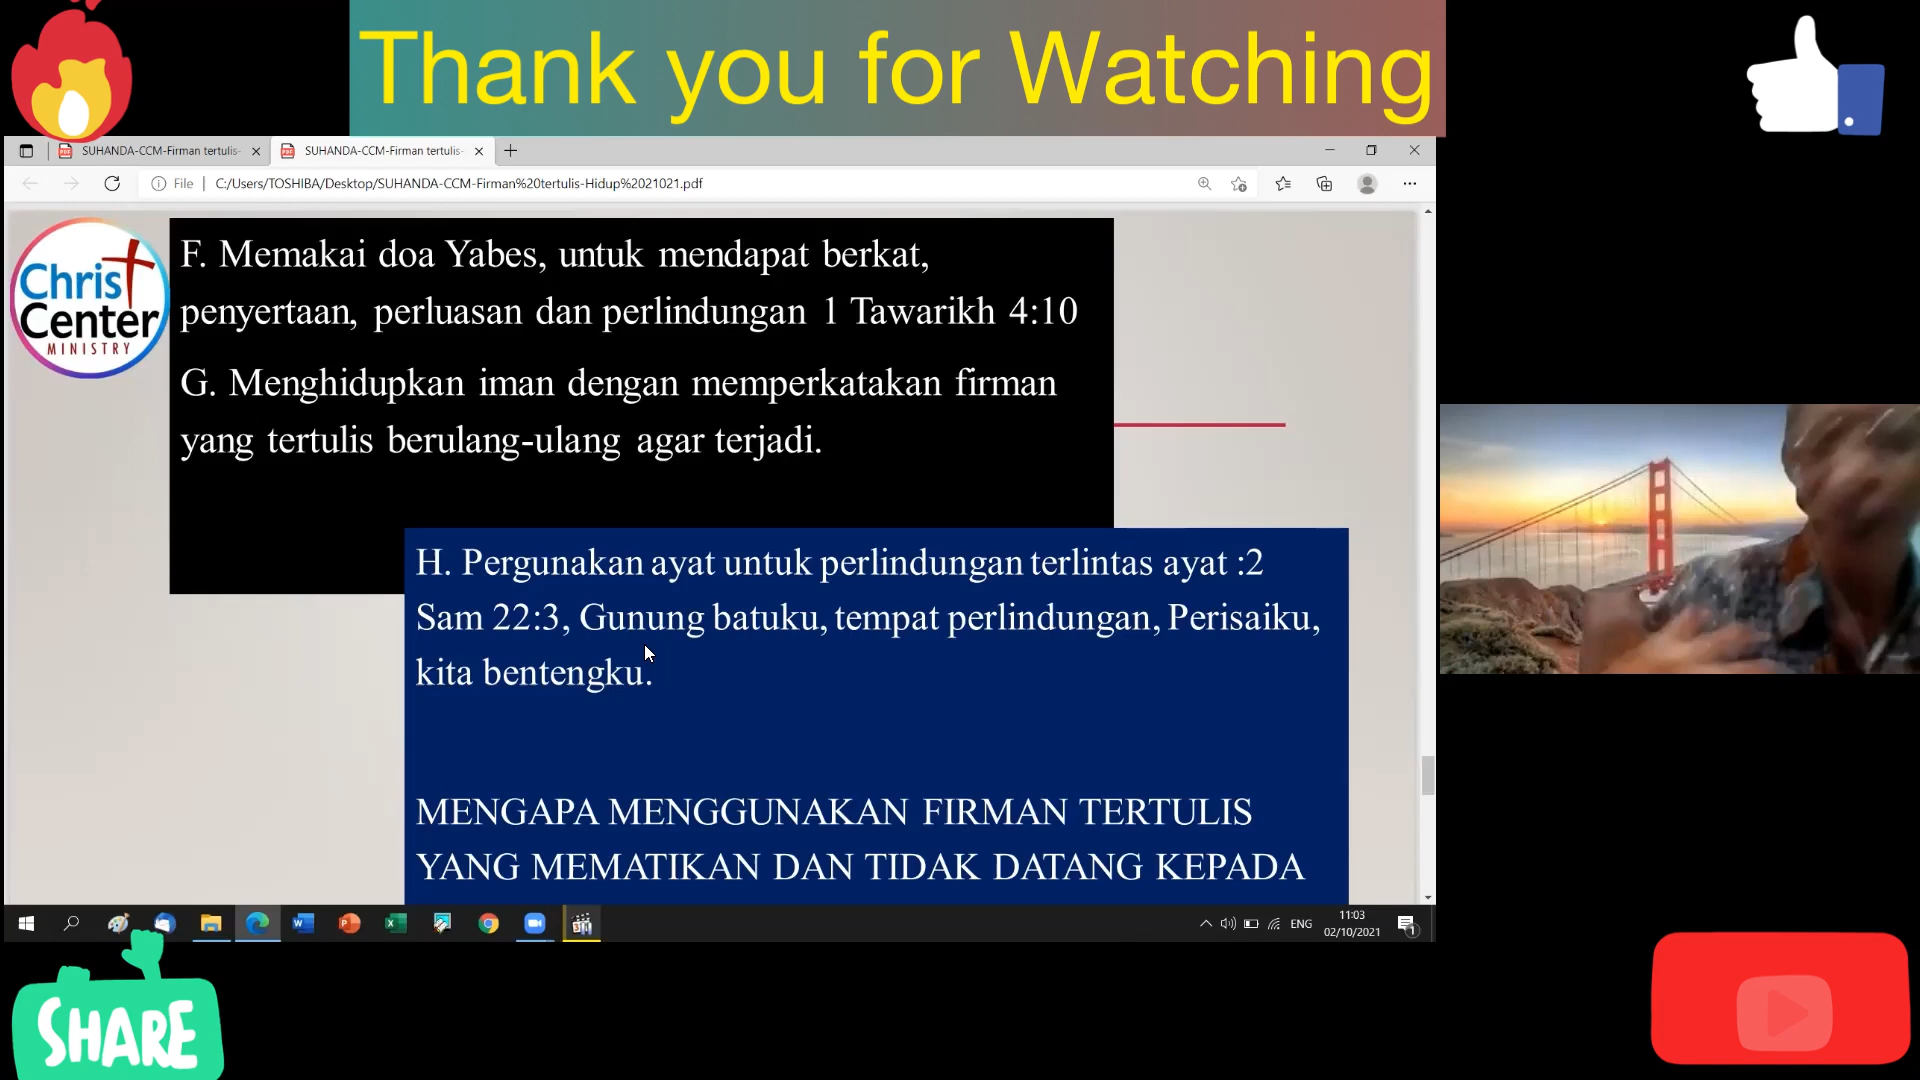 Thank you for Watching
SUHANDA-CCM-Firman tertulis-
SUHANDA-CCM-Firman tertulis-
File
C:/Users/TOSHIBA/Desktop/SUHANDA-CCM-Firman%20tertulis-Hidup%2021021.pdf
Christ
Center
MINISTRY
F. Memakai doa Yabes, untuk mendapat berkat,
penyertaan, perluasan dan perlindungan 1 Tawarikh 4:10
G. Menghidupkan iman dengan memperkatakan firman
yang tertulis berulang-ulang agar terjadi.
H. Pergunakan ayat untuk perlindungan terlintas ayat :2
Sam 22:3, Gunung batuku, tempat perlindungan, Perisaiku,
kita bentengku.
MENGAPA MENGGUNAKAN FIRMAN TERTULIS
YANG MEMATIKAN DAN TIDAK DATANG KEPADA
ENG
11:03
02/10/2021
1
SHARE